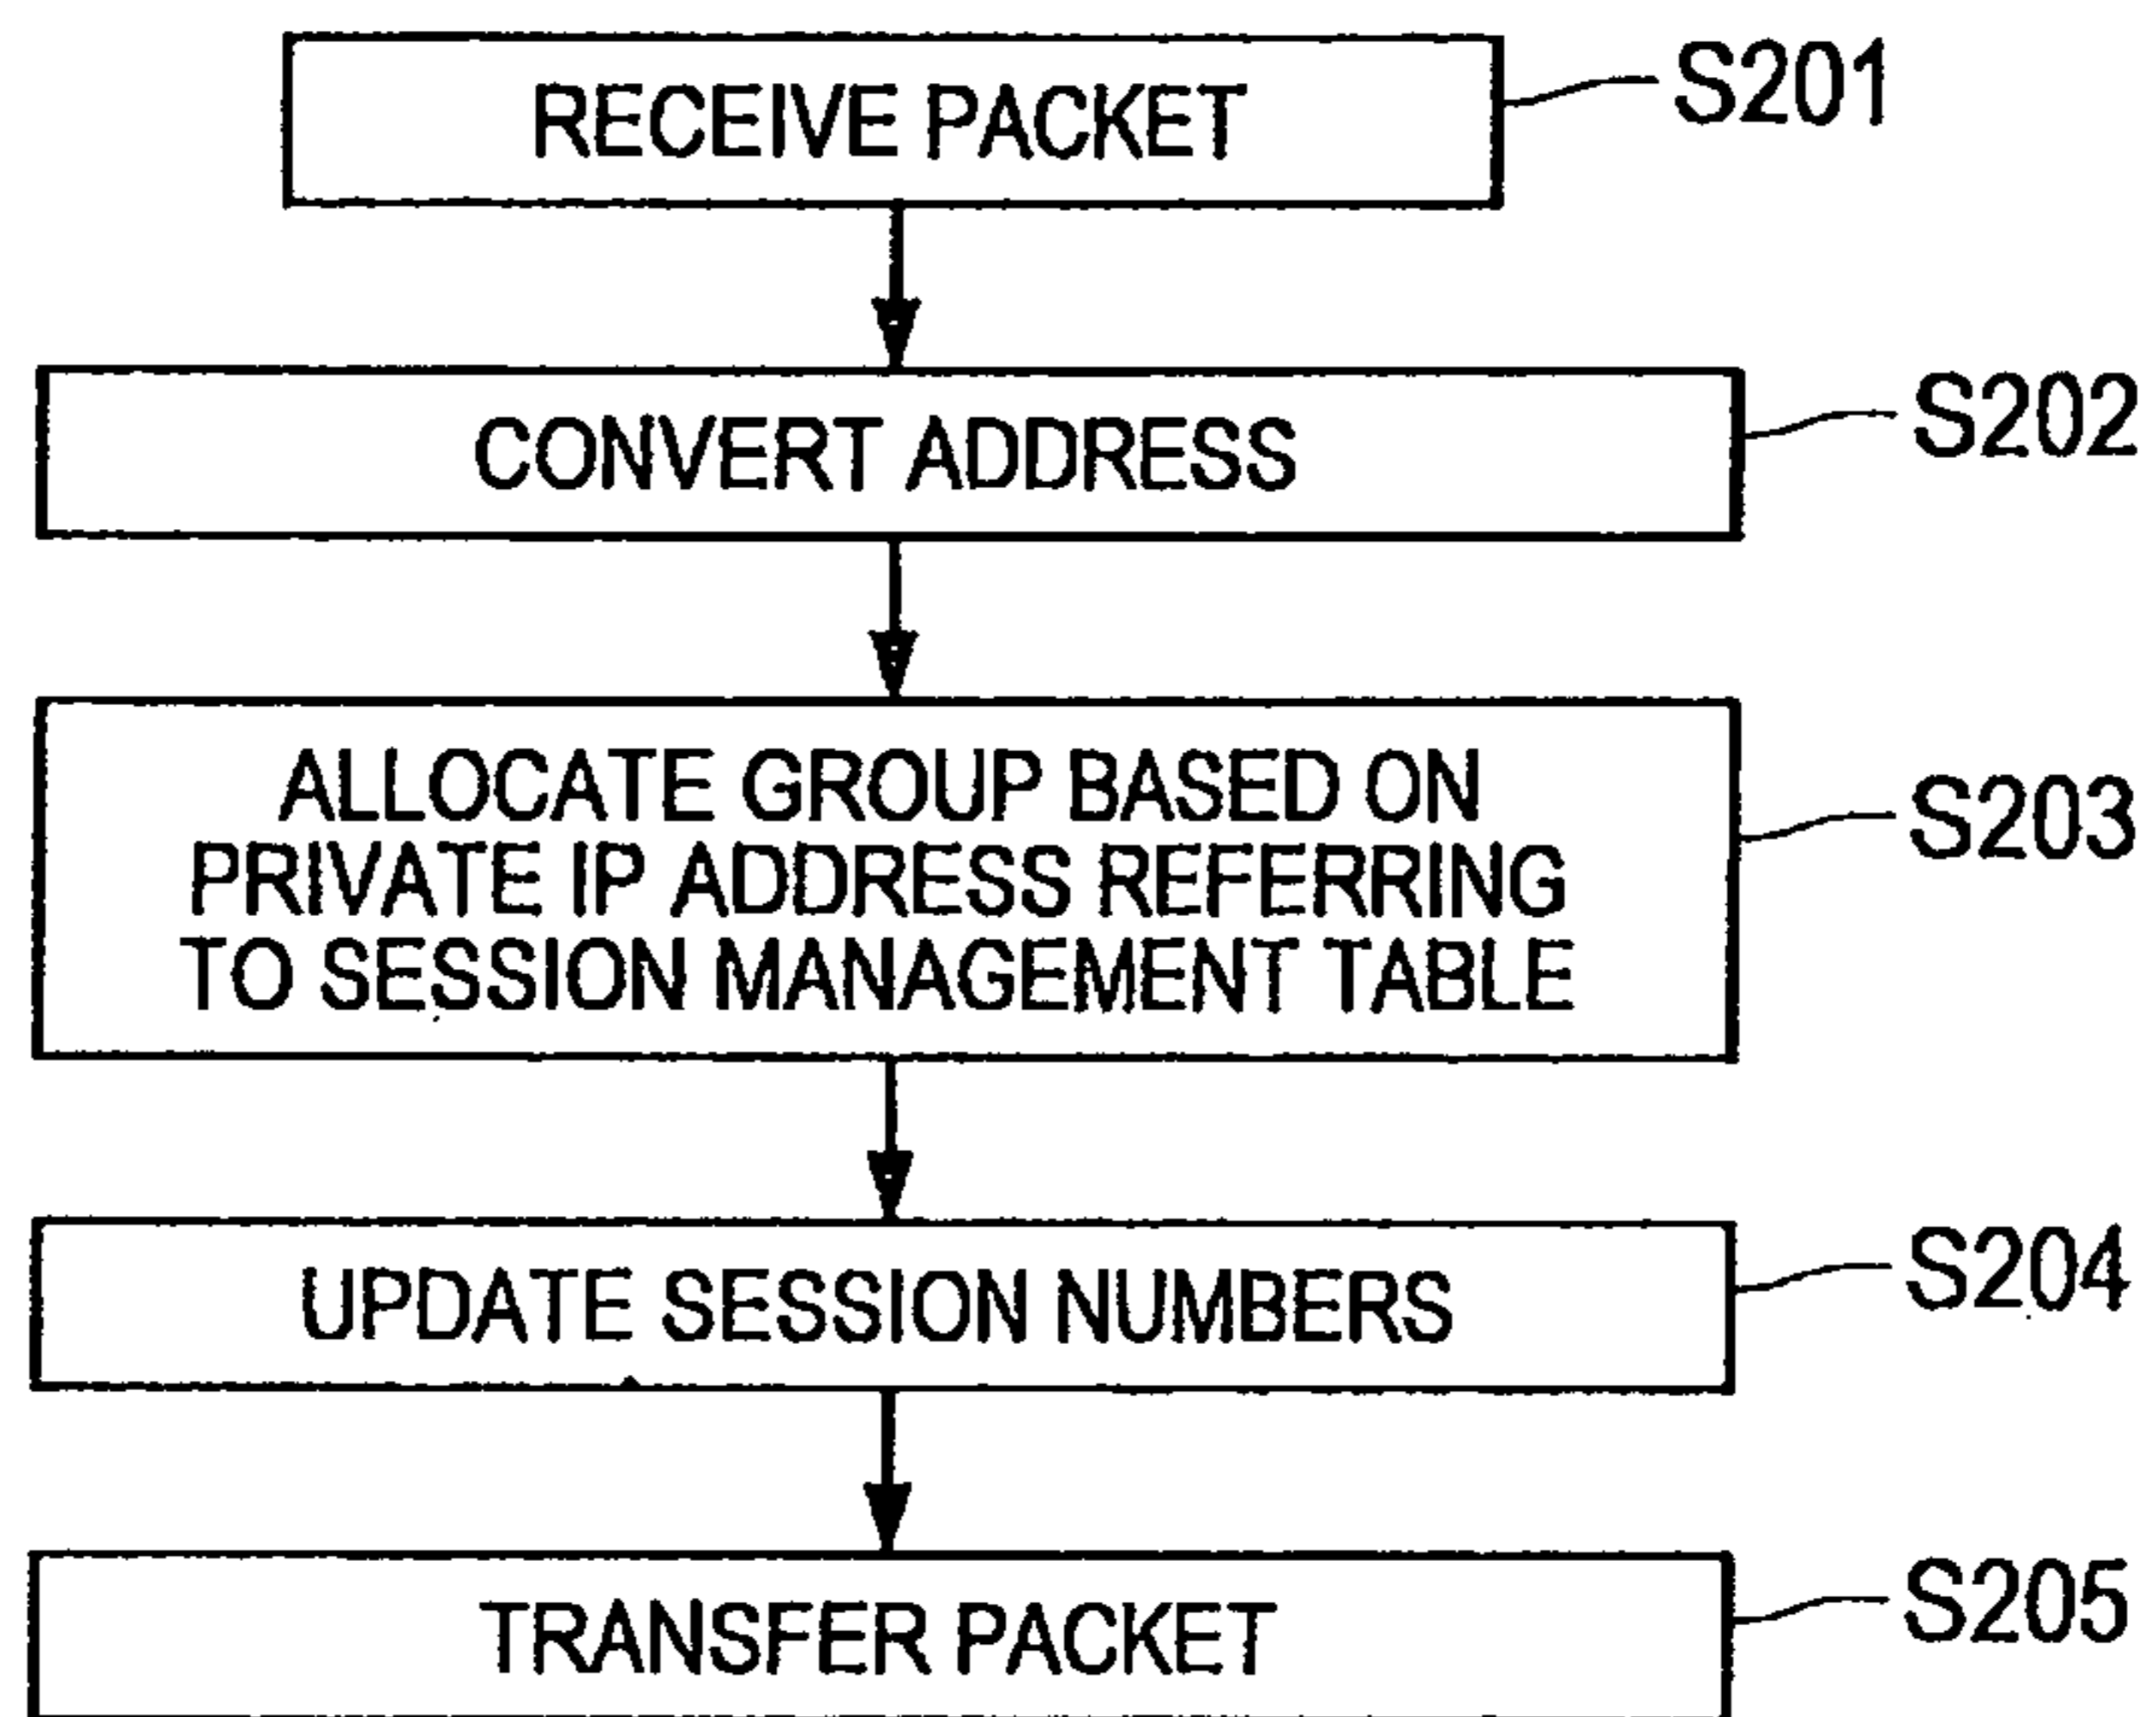 RECEIVE PACKET
S201
CONVERT ADDRESS
S202
ALLOCATE GROUP BASED ON
PRIVATE IP ADDRESS REFERRING
TO SESSION MANAGEMENT TABLE
S203
UPDATE SESSION NUMBERS
S204
TRANSFER PACKET
S205